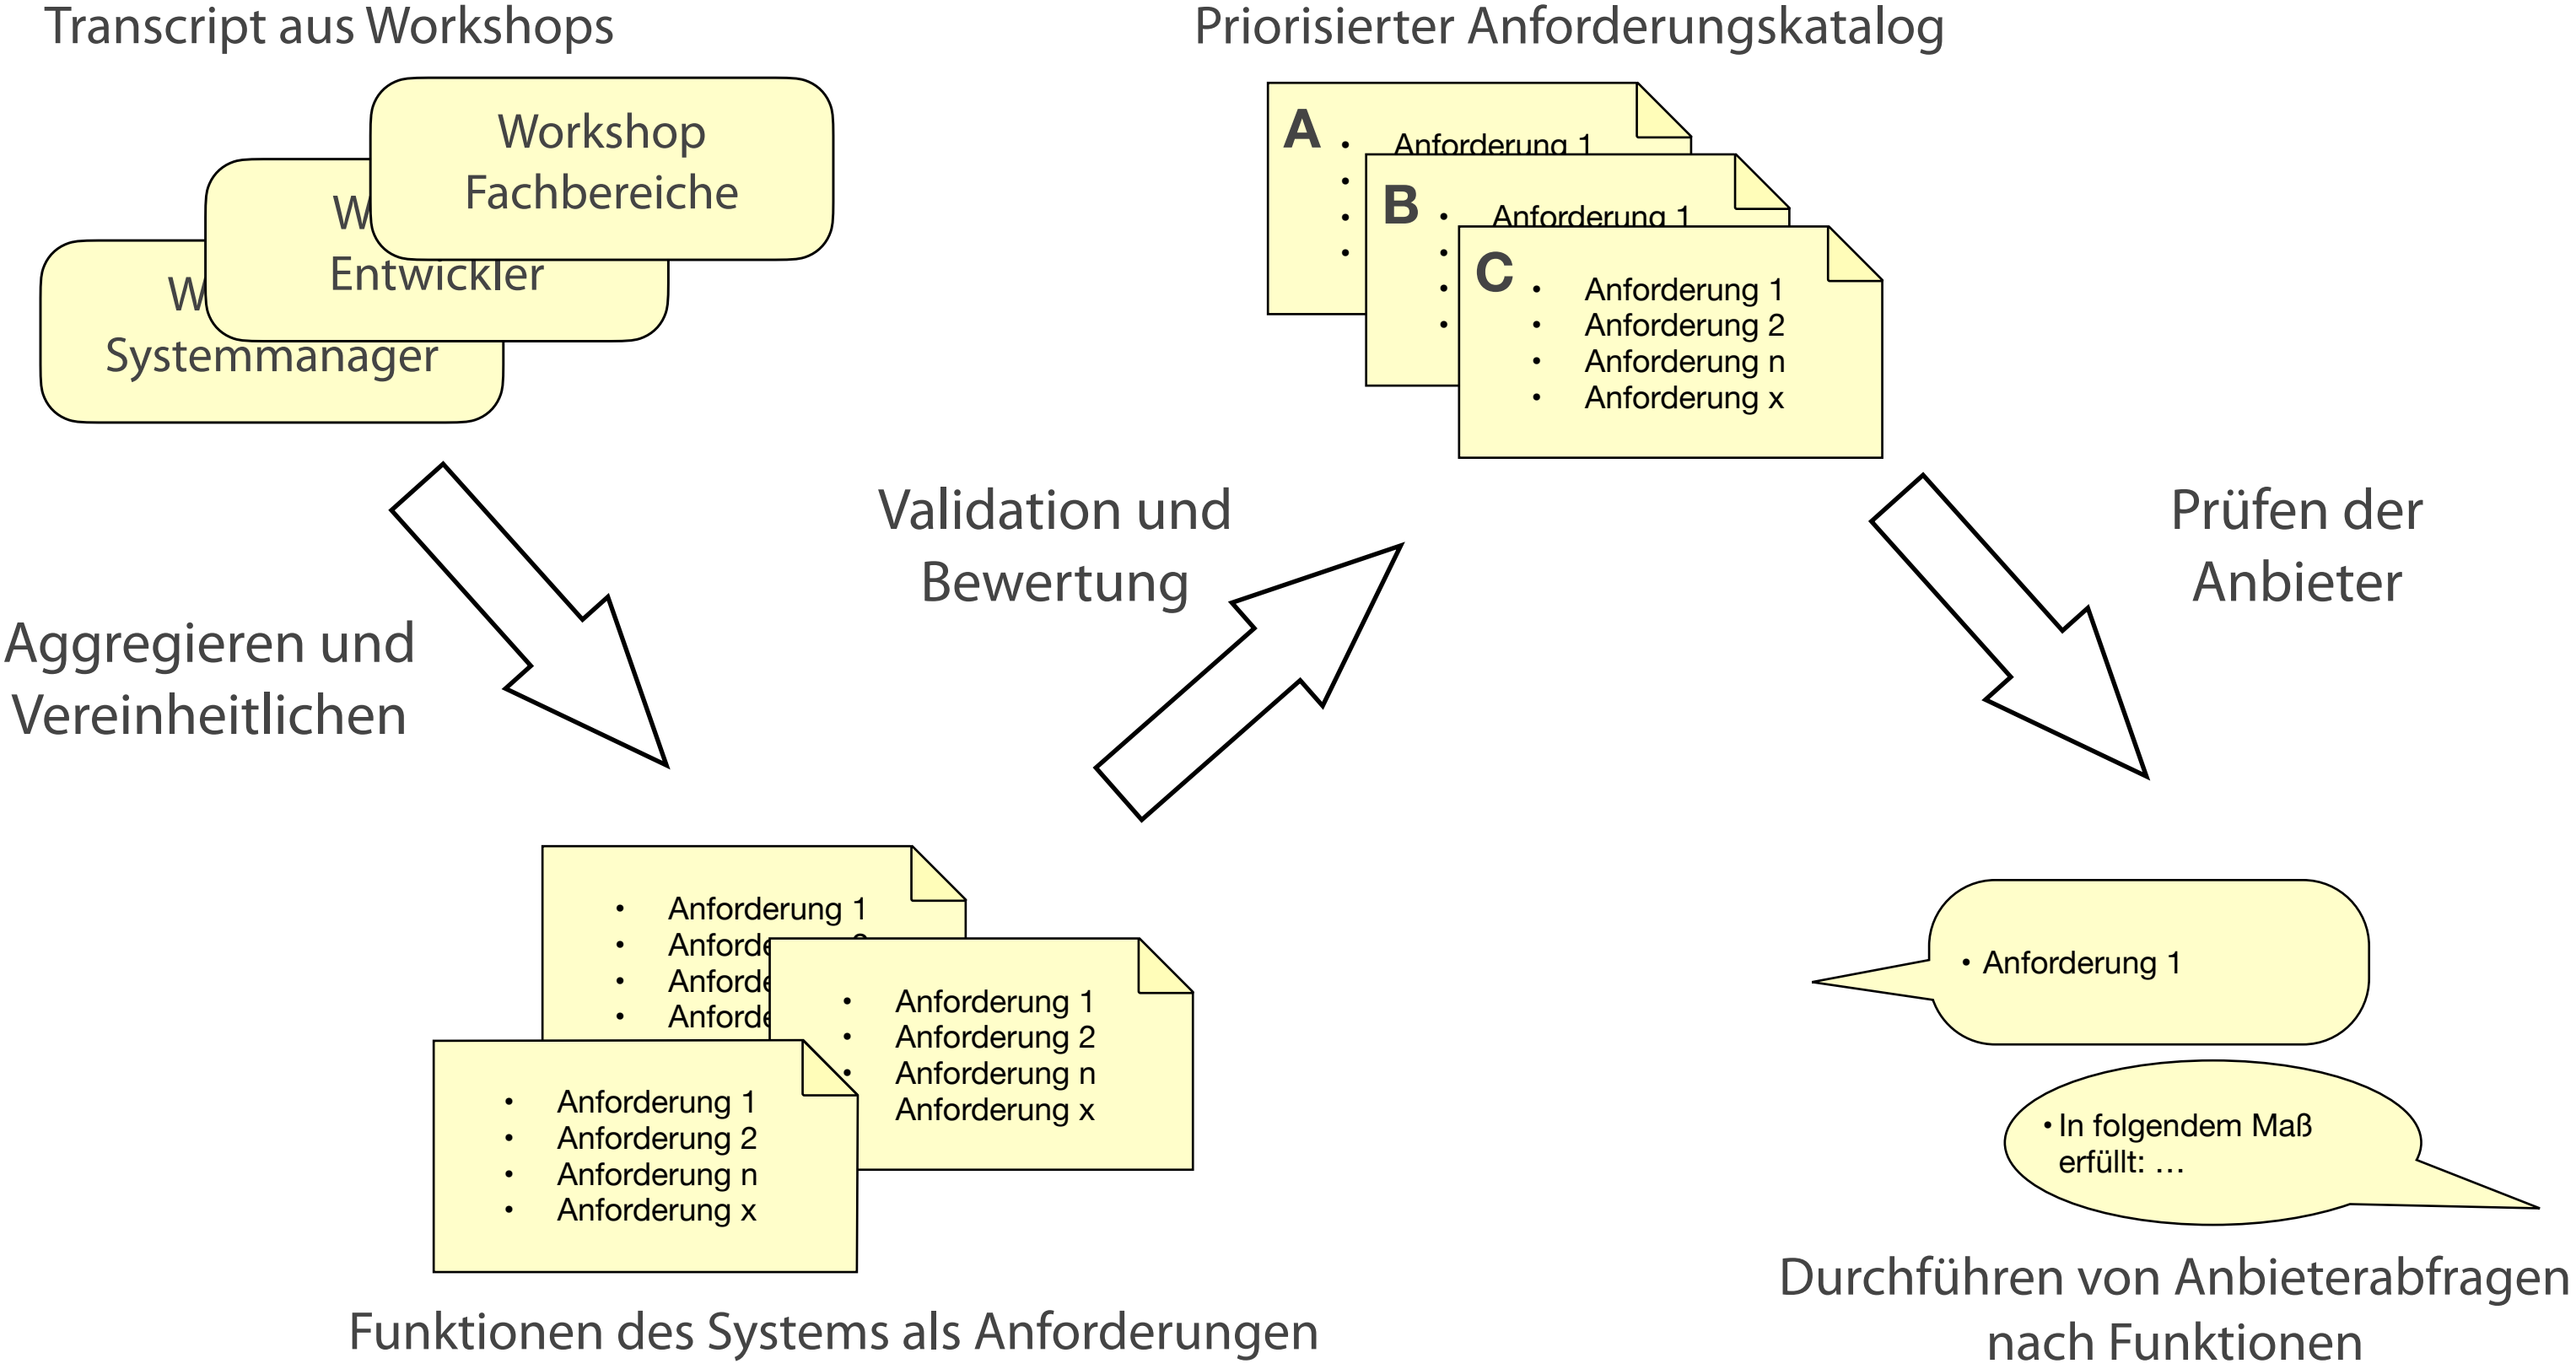 Transcript aus Workshops
Workshop
Fachbereiche
W
Entwickler
W
Systemmanager
Aggregieren und
Vereinheitlichen
• Anforderung 1
• Anforde
• Anforde
• Anforde
• Anforderung 1
• Anforderung 2
• Anforderung n
Anforderung x
• Anforderung 1
• Anforderung 2
• Anforderung n
• Anforderung x
Funktionen des Systems als Anforderungen
Validation und
Bewertung
Priorisierter Anforderungskatalog
A • Anforderung 1
B • Anforderung 1
C • Anforderung 1
• Anforderung 2
• Anforderung n
• Anforderung x
Prüfen der
Anbieter
• Anforderung 1
• In folgendem Maß
erfüllt: …
Durchführen von Anbieterabfragen
nach Funktionen